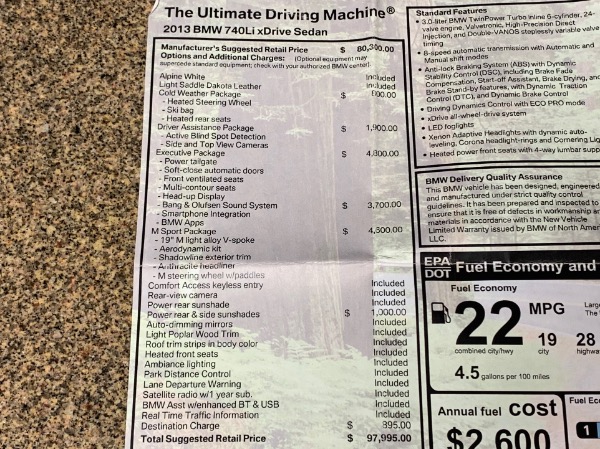 The Ultimate Driving Machine®
2013 BMW 740Li xDrive Sedan
Manufacturer's Suggested Retail Price $ 80,300.00
Options and Additional Charges: (Optional equipment may
supercede standard equipment; check with your authorized BMW center)
Alpine White Included
Light Saddle Dakota Leather Included
Cold Weather Package $ 800.00
- Heated Steering Wheel
- Ski bag
- Heated rear seats
Driver Assistance Package $ 1,900.00
- Active Blind Spot Detection
- Side and Top View Cameras
Executive Package $ 4,800.00
- Power tailgate
- Soft-close automatic doors
- Front ventilated seats
- Multi-contour seats
- Head-up Display
- Bang & Olufsen Sound System $ 3,700.00
- Smartphone Integration
- BMW Apps
M Sport Package $ 4,300.00
- 19" M light alloy V-spoke
- Aerodynamic kit
- Shadowline exterior trim
- Anthracite headliner
- M steering wheel w/paddles
Comfort Access keyless entry Included
Rear-view camera Included
Power rear sunshade Included
Power rear & side sunshades $ 1,000.00
Auto-dimming mirrors Included
Light Poplar Wood Trim Included
Roof trim strips in body color Included
Heated front seats Included
Ambiance lighting Included
Park Distance Control Included
Lane Departure Warning Included
Satellite radio w/1 year sub. Included
BMW Asst w/enhanced BT & USB Included
Real Time Traffic Information Included
Destination Charge $ 895.00
Total Suggested Retail Price $ 97,995.00
Standard Features
• 3.0-liter BMW TwinPower Turbo inline 6-cylinder, 24-
valve engine, Valvetronic, High-Precision Direct
Injection, and Double-VANOS steplessly variable valve
timing
• 8-speed automatic transmission with Automatic and
Manual shift modes
• Anti-lock Braking System (ABS) with Dynamic
Stability Control (DSC), including Brake Fade
Compensation, Start-off Assistant, Brake Drying, and
Brake Stand-by features, with Dynamic Traction
Control (DTC), and Dynamic Brake Control
• Driving Dynamics Control with ECO PRO mode
• xDrive all-wheel-drive system
• LED foglights
• Xenon Adaptive Headlights with dynamic auto-
leveling, Corona headlight-rings and Cornering
• Heated power front seats with 4-way lumbar
BMW Delivery Quality Assurance
This BMW vehicle has been designed, engineered
and manufactured under strict quality control
guidelines. It has been prepared and inspected to
ensure that it is free of defects in workmanship
materials in accordance with the New Vehicle
Limited Warranty issued by BMW of North
LLC.
EPA
DOT Fuel Economy and
Fuel Economy
22 MPG
combined city/hwy
19
city
28
4.5 gallons per 100 miles
The
Annual fuel cost
$2,600
Fuel
1